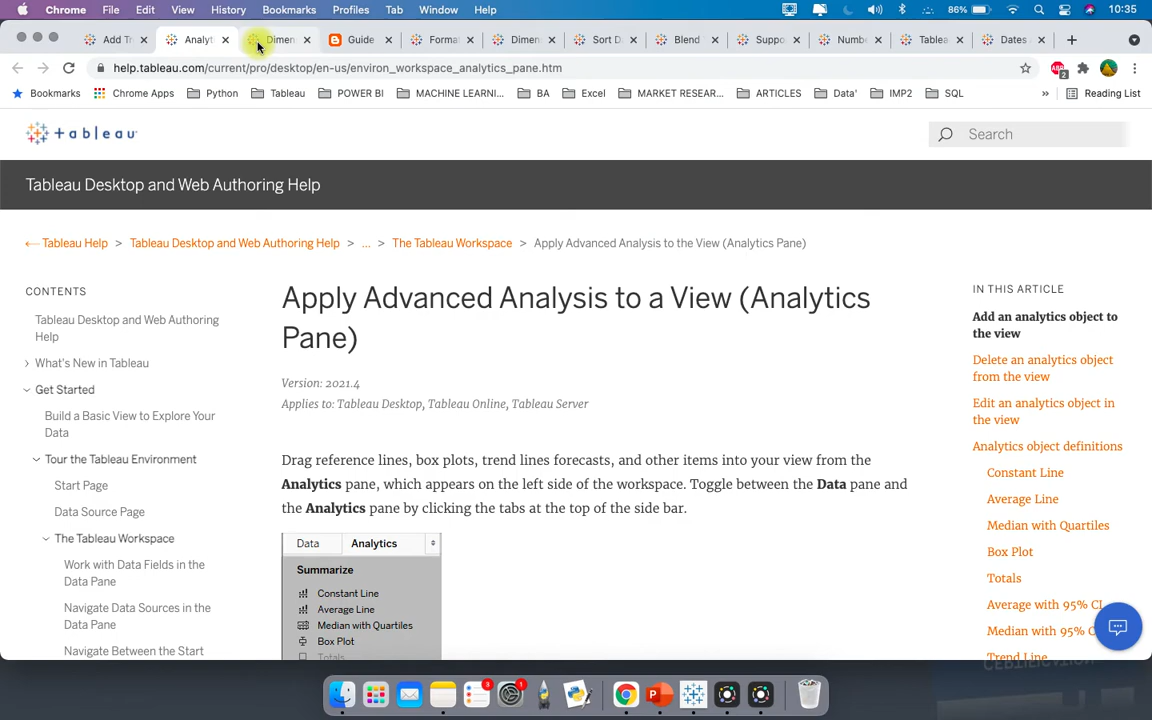 Chrome File Edit View History Bookmarks Profiles Tab Window Help 86% 10:35
Add Tr Analyt Dimen Guide Format Dimen Sort D Blend Suppo Numb Tablea Dates
help.tableau.com/current/pro/desktop/en-us/environ_workspace_analytics_pane.htm
Bookmarks Chrome Apps Python Tableau POWER BI MACHINE LEARNI... BA Excel MARKET RESEAR... ARTICLES Data' IMP2 SQL » Reading List
tableau
Search
Tableau Desktop and Web Authoring Help
Tableau Help > Tableau Desktop and Web Authoring Help > ... > The Tableau Workspace > Apply Advanced Analysis to the View (Analytics Pane)
CONTENTS
Tableau Desktop and Web Authoring
Help
What's New in Tableau
Get Started
Build a Basic View to Explore Your
Data
Tour the Tableau Environment
Start Page
Data Source Page
The Tableau Workspace
Work with Data Fields in the
Data Pane
Navigate Data Sources in the
Data Pane
Navigate Between the Start
Apply Advanced Analysis to a View (Analytics
Pane)
Version: 2021.4
Applies to: Tableau Desktop, Tableau Online, Tableau Server
Drag reference lines, box plots, trend lines forecasts, and other items into your view from the
Analytics pane, which appears on the left side of the workspace. Toggle between the Data pane and
the Analytics pane by clicking the tabs at the top of the side bar.
Data Analytics
Summarize
Constant Line
Average Line
Median with Quartiles
Box Plot
Totals
IN THIS ARTICLE
Add an analytics object to
the view
Delete an analytics object
from the view
Edit an analytics object in
the view
Analytics object definitions
Constant Line
Average Line
Median with Quartiles
Box Plot
Totals
Average with 95% CI
Median with 95% C
Trend Line
3
1